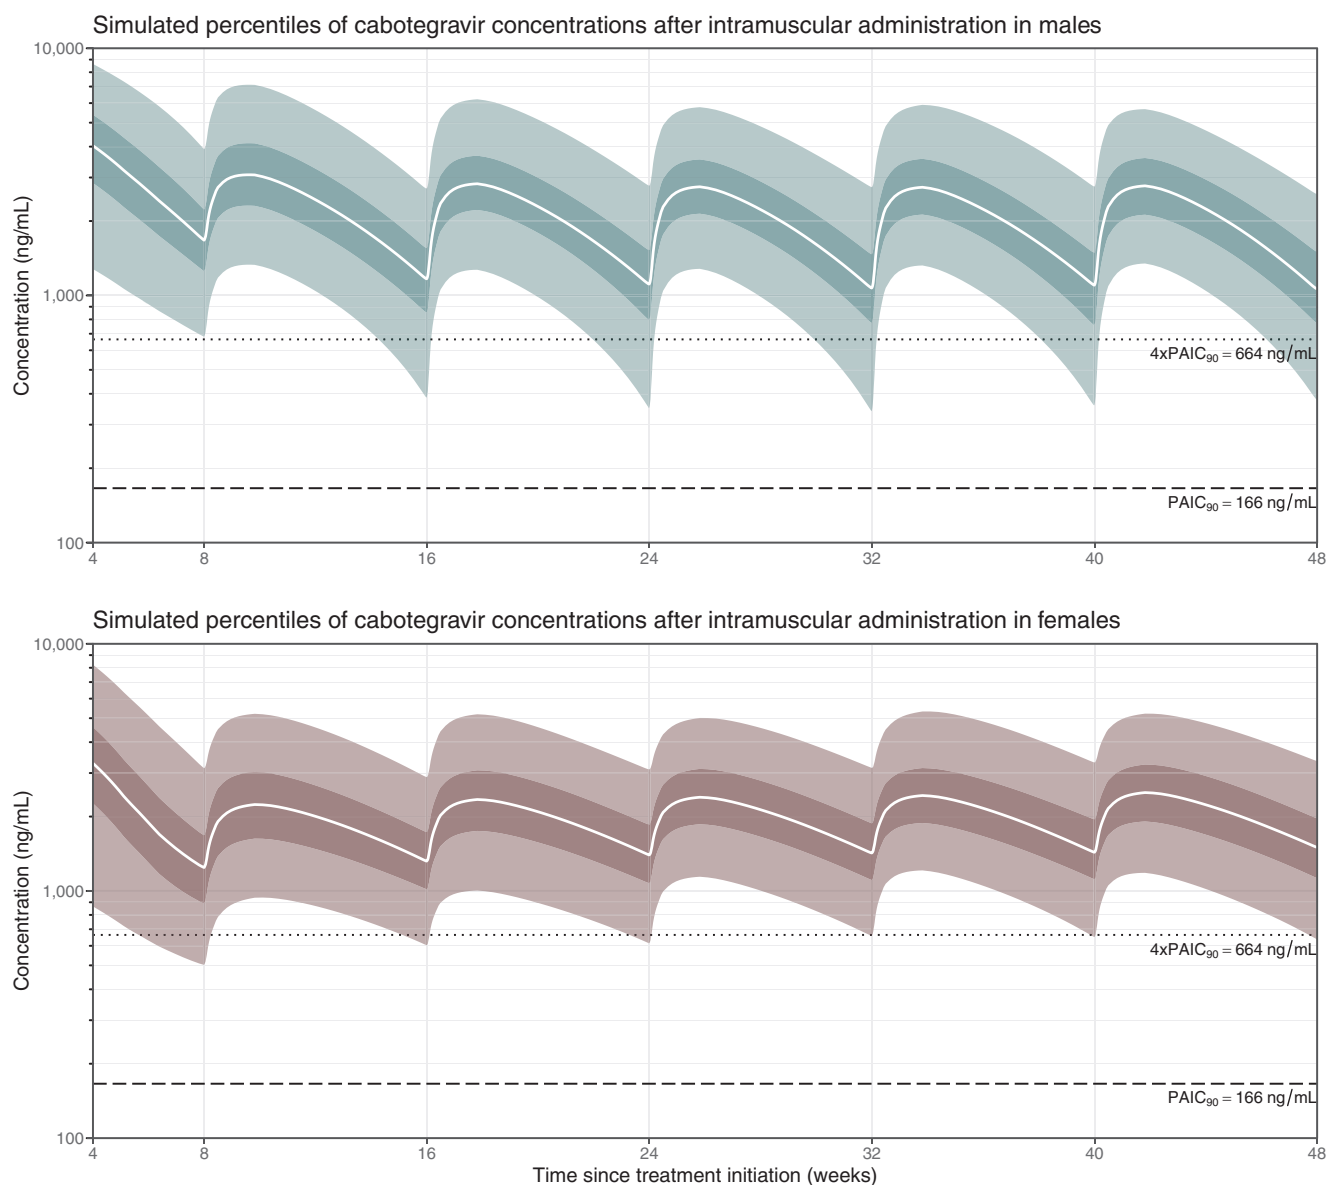 Simulated percentiles of cabotegravir concentrations after intramuscular administration in males
Concentration (ng/mL)
10,000
1,000
100
4xPAIC₉₀ = 664 ng/mL
PAIC₉₀ = 166 ng/mL
4 8 16 24 32 40 48
Simulated percentiles of cabotegravir concentrations after intramuscular administration in females
Concentration (ng/mL)
10,000
1,000
100
4xPAIC₉₀ = 664 ng/mL
PAIC₉₀ = 166 ng/mL
4 8 16 24 32 40 48
Time since treatment initiation (weeks)